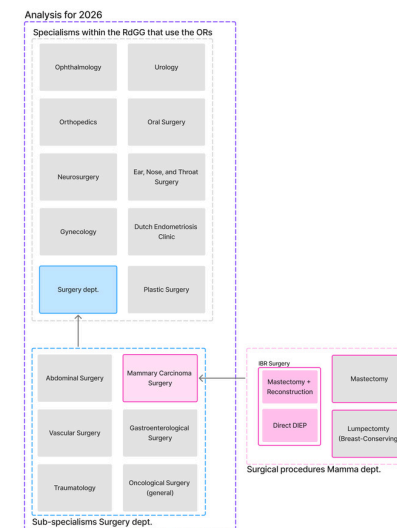 Analysis for 2026
Specialisms within the RdGG that use the ORs
Ophthalmology
Urology
Orthopedics
Oral Surgery
Neurosurgery
Ear, Nose, and Throat
Surgery
Gynecology
Dutch Endometriosis
Clinic
Surgery dept.
Plastic Surgery
Abdominal Surgery
Mammary Carcinoma
Surgery
Vascular Surgery
Gastroenterological
Surgery
Traumatology
Oncological Surgery
(general)
Sub-specialisms Surgery dept.
IBR Surgery
Mastectomy +
Reconstruction
Mastectomy
Direct DIEP
Lumpectomty
(Breast-Conserving
Surgical procedures Mamma dept.